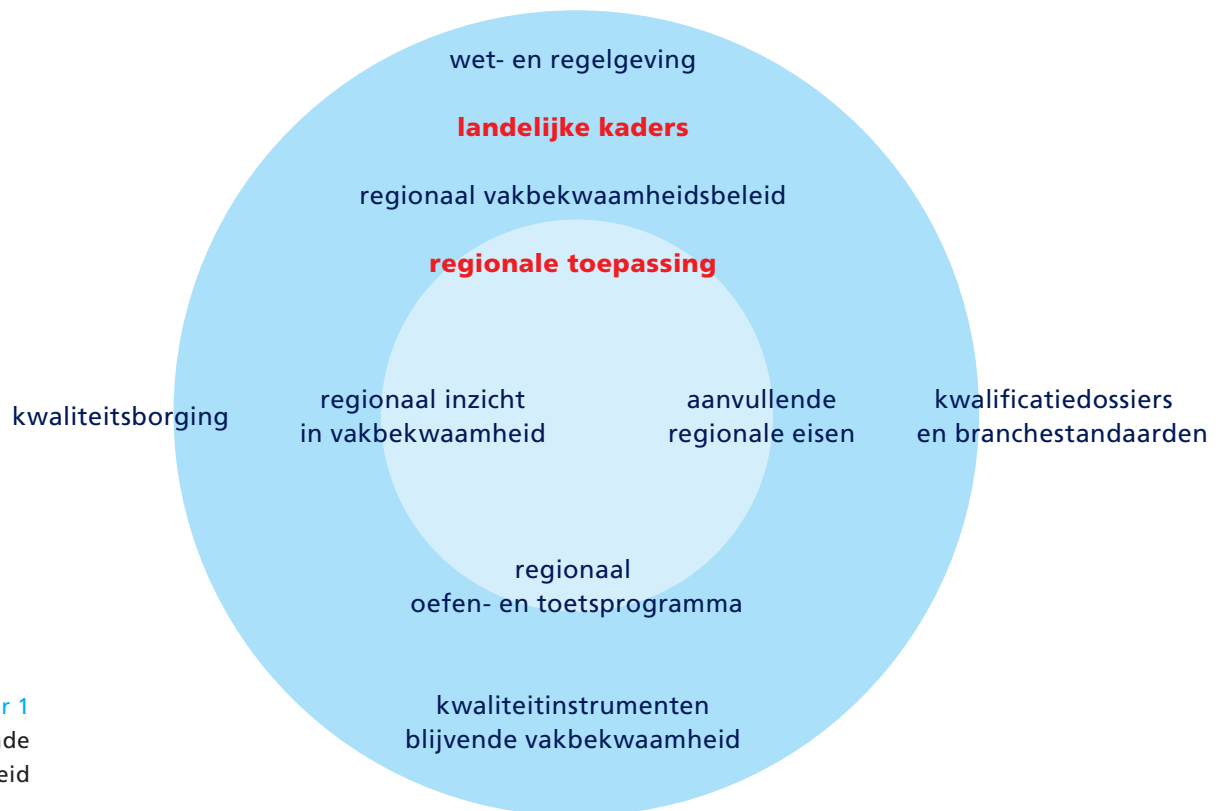 wet- en regelgeving
landelijke kaders
regionaal vakbekwaamheidsbeleid
regionale toepassing
kwaliteitsborging
regionaal inzicht
in vakbekwaamheid
aanvullende
regionale eisen
kwalificatiedossiers
en branchestandaarden
regionaal
oefen- en toetsprogramma
kwaliteitinstrumenten
blijvende vakbekwaamheid
r 1
de
eid